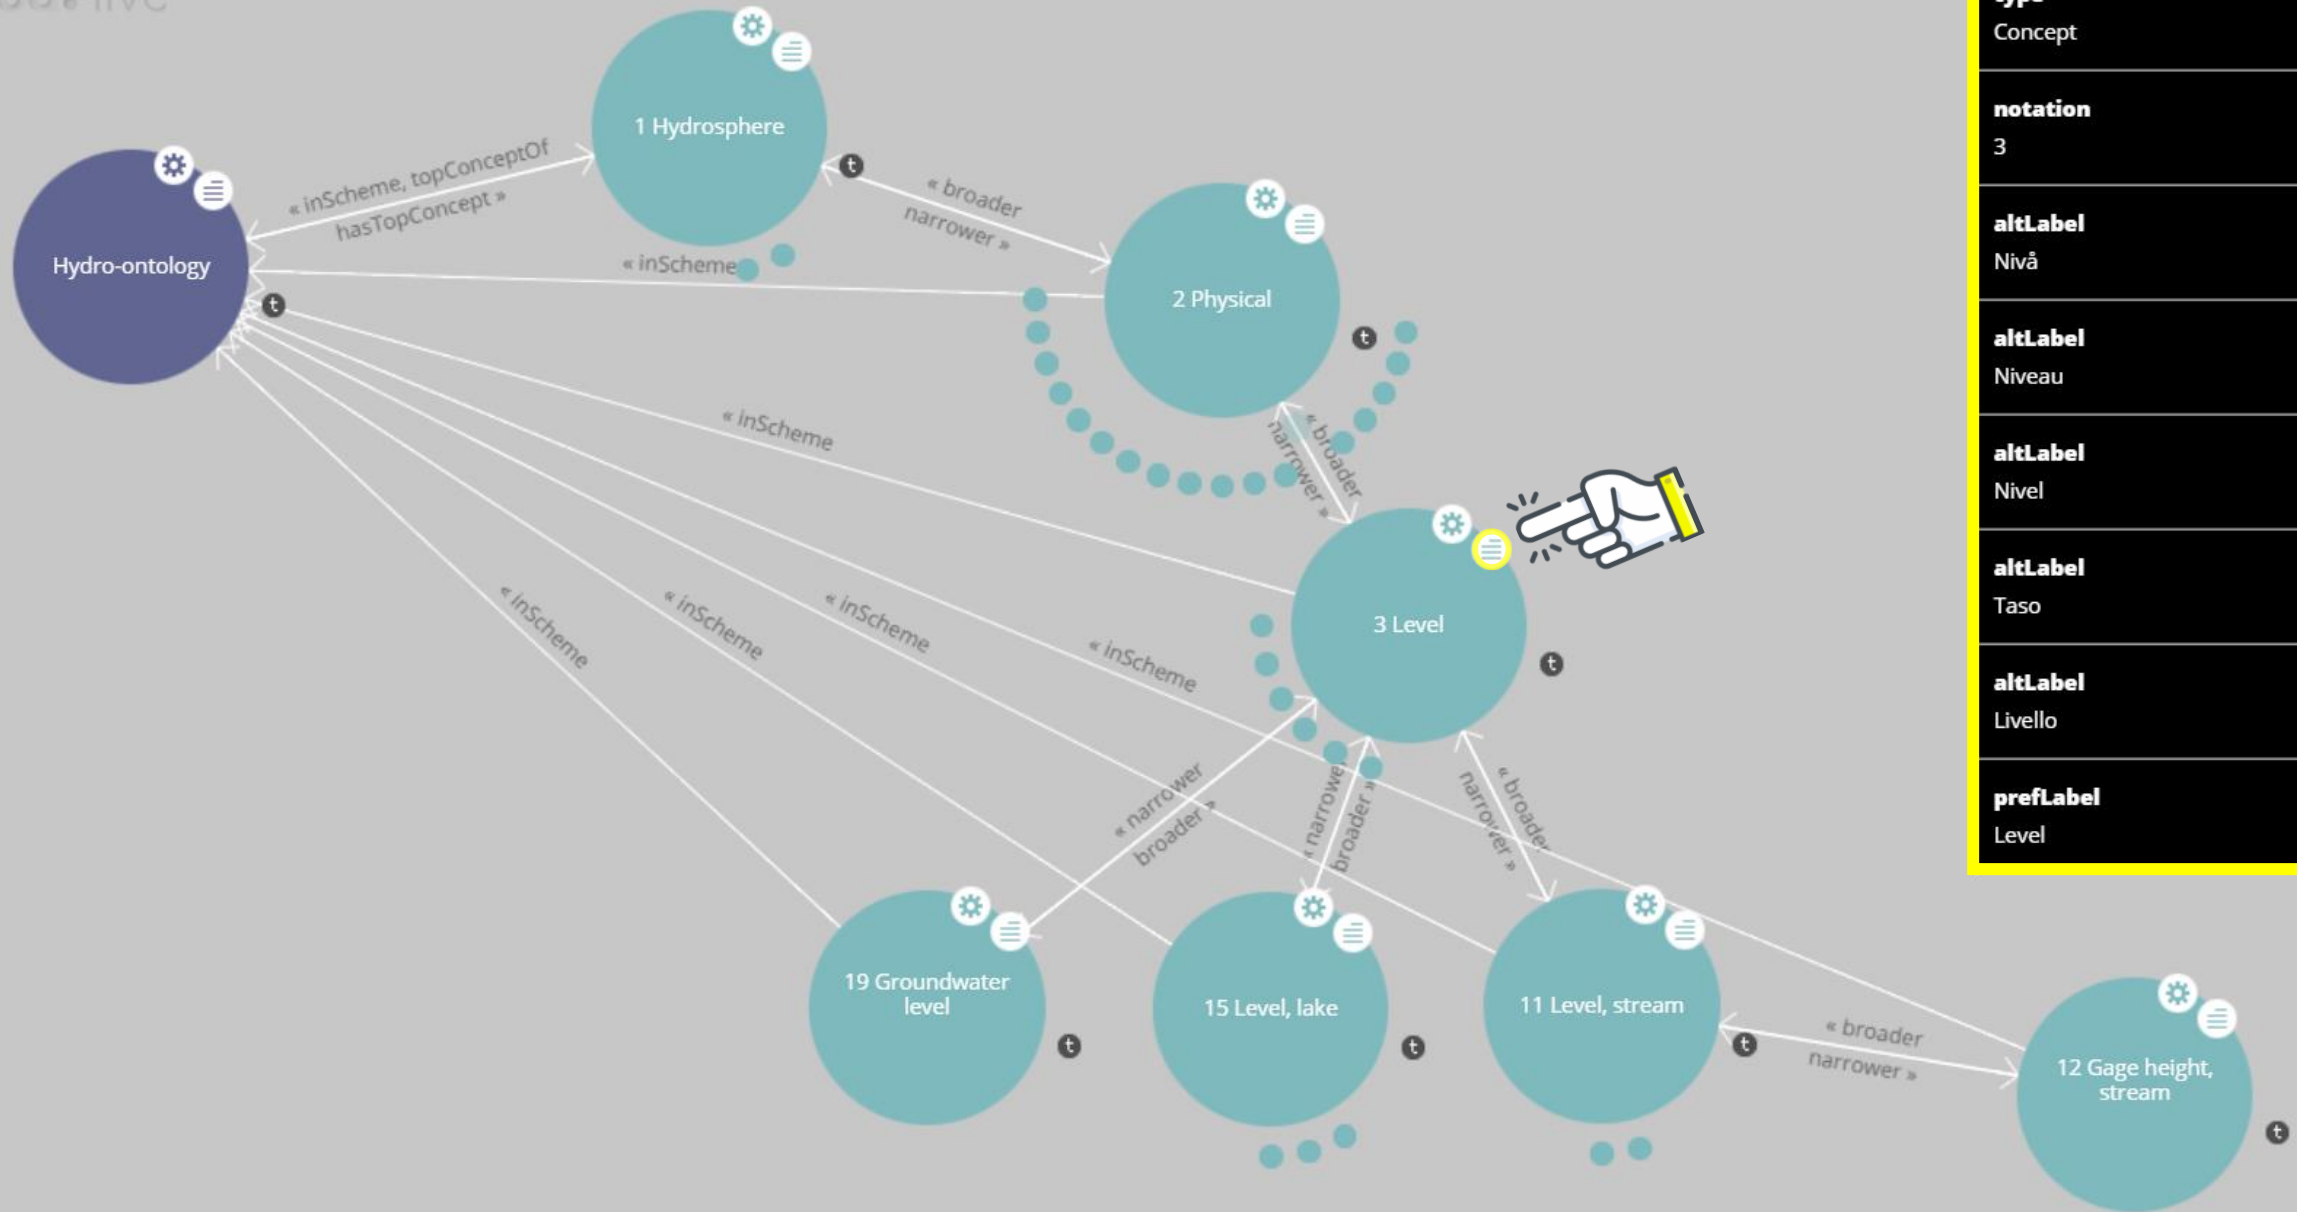 1 Hydrosphere
Hydro-ontology
« inScheme, topConceptOf
hasTopConcept »
« broader
narrower »
« inScheme
2 Physical
t
t
t
« inScheme
« broader
narrower »
3 Level
t
« inScheme
« inScheme
« inScheme
« inScheme
« narrower
broader »
« narrower
broader »
« broader
narrower »
19 Groundwater
level
t
15 Level, lake
t
11 Level, stream
t
« broader
narrower »
12 Gage height,
stream
t
type
Concept
notation
3
altLabel
Nivå
altLabel
Niveau
altLabel
Nivel
altLabel
Taso
altLabel
Livello
prefLabel
Level